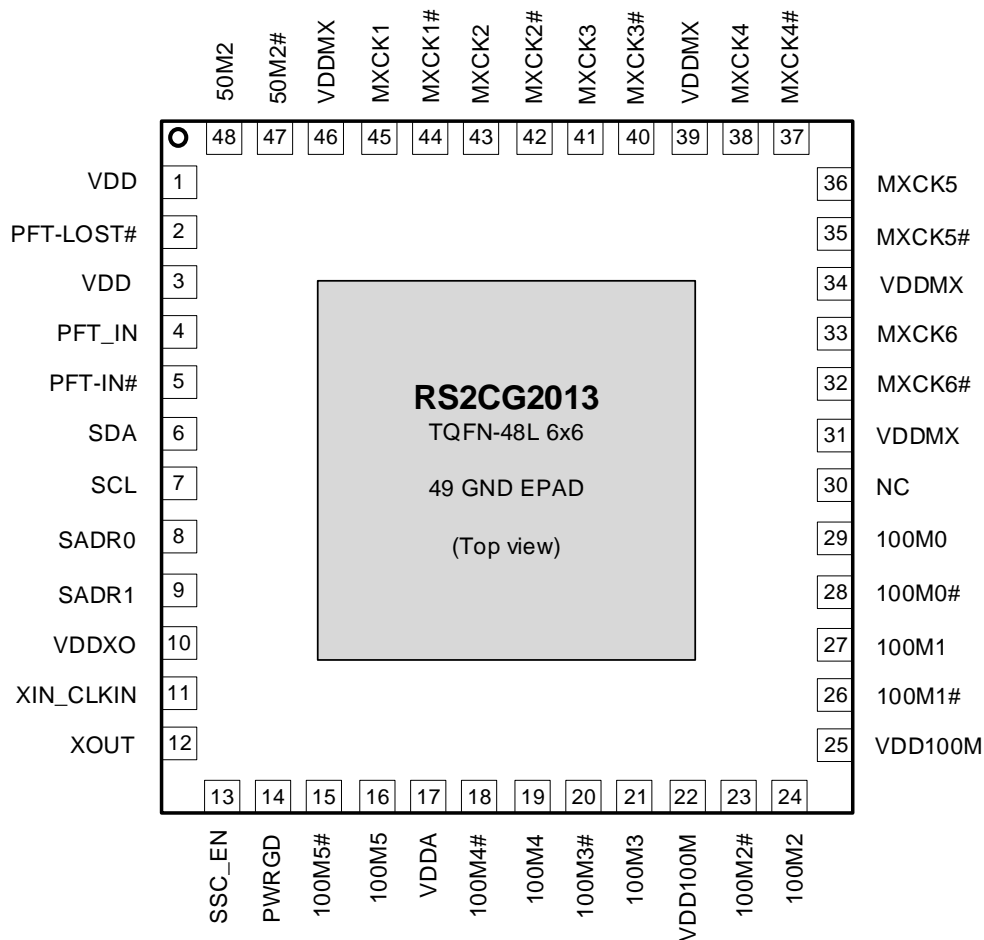 50M2
50M2#
VDDMX
MXCK1
MXCK1#
MXCK2
MXCK2#
MXCK3
MXCK3#
VDDMX
MXCK4
MXCK4#
48
47
46
45
44
43
42
41
40
39
38
37
VDD
1
PFT-LOST#
2
VDD
3
PFT_IN
4
PFT-IN#
5
SDA
6
SCL
7
SADR0
8
SADR1
9
VDDXO
10
XIN_CLKIN
11
XOUT
12
RS2CG2013
TQFN-48L 6x6
49 GND EPAD
(Top view)
36
MXCK5
35
MXCK5#
34
VDDMX
33
MXCK6
32
MXCK6#
31
VDDMX
30
NC
29
100M0
28
100M0#
27
100M1
26
100M1#
25
VDD100M
13
14
15
16
17
18
19
20
21
22
23
24
SSC_EN
PWRGD
100M5#
100M5
VDDA
100M4#
100M4
100M3#
100M3
VDD100M
100M2#
100M2